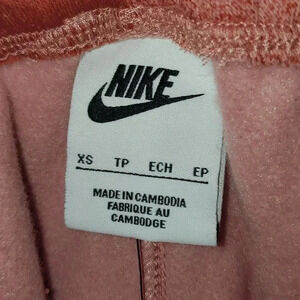 NIKE
XS TP ECH EP
MADE IN CAMBODIA
FABRIQUE AU
CAMBODGE